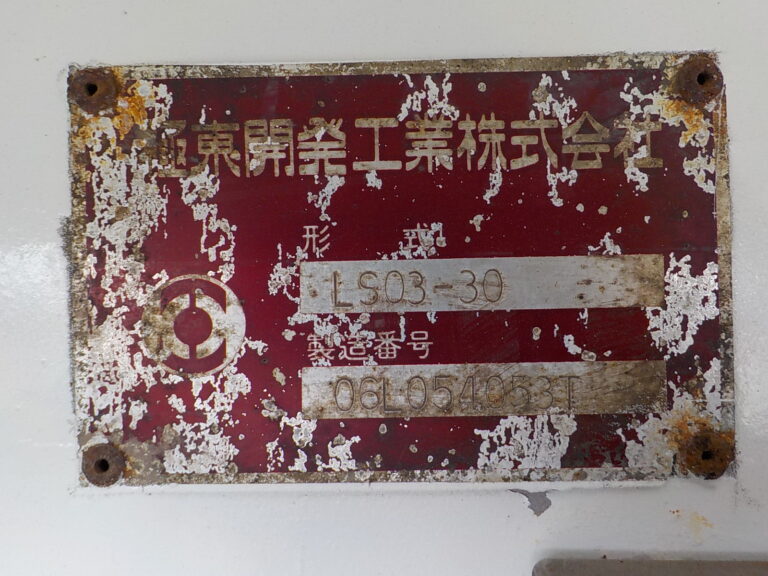 極東開発工業株式会社
形 式
LS03-30
製造番号
06L054053T